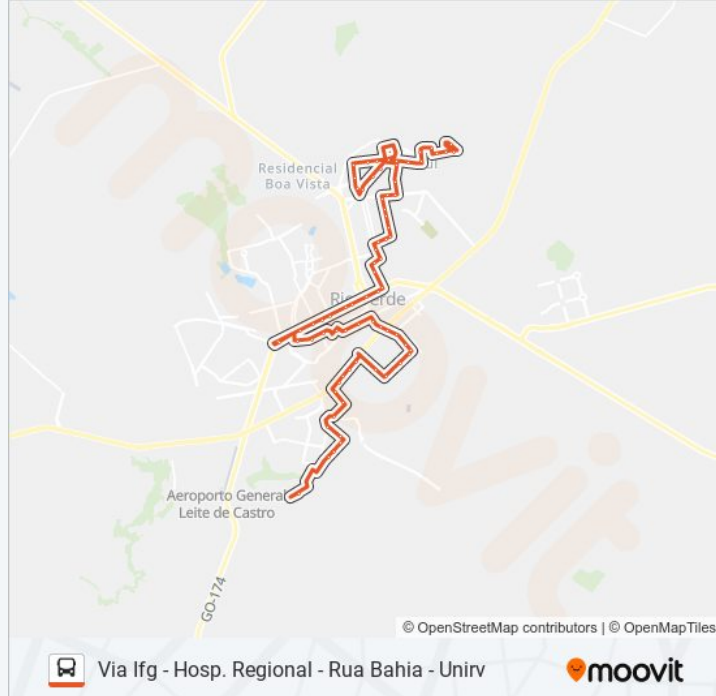 Residencial
Boa Vista
Rio Verde
Aeroporto General
Leite de Castro
GO-174
© OpenStreetMap contributors | © OpenMapTiles
Via Ifg - Hosp. Regional - Rua Bahia - Unirv
moovit